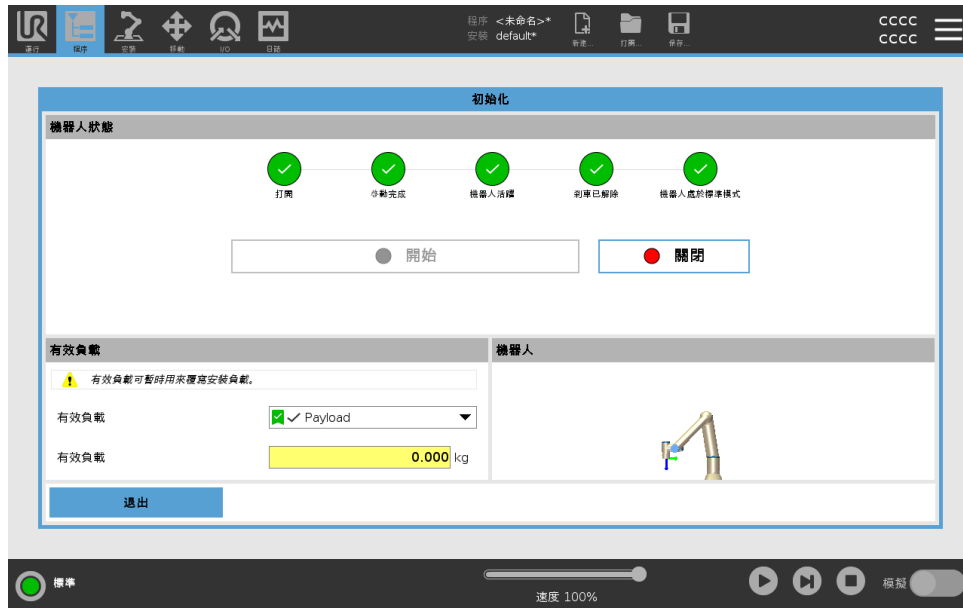 程序 <未命名>*
安裝 default*
cccc
cccc
運行
程序
安裝
移動
I/O
日誌
新建...
打開...
保存...
初始化
機器人狀態
打開
啓動完成
機器人活躍
剎車已解除
機器人處於標準模式
開始
關閉
有效負載
機器人
有效負載可暫時用來覆寫安裝負載。
有效負載
Payload
有效負載
0.000 kg
退出
標準
速度 100%
模擬